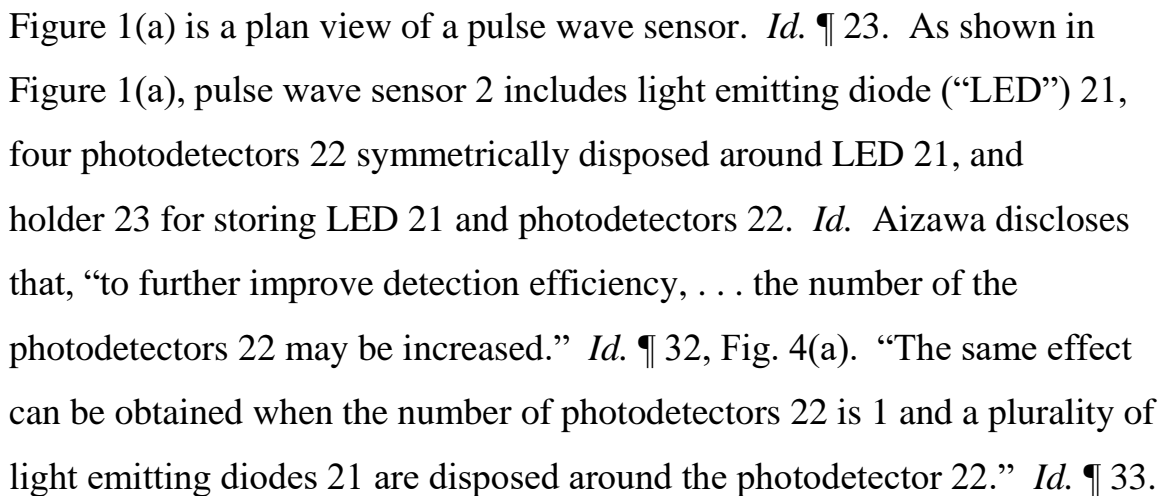 Figure 1(a) is a plan view of a pulse wave sensor.  Id. ¶ 23.  As shown in
Figure 1(a), pulse wave sensor 2 includes light emitting diode (“LED”) 21,
four photodetectors 22 symmetrically disposed around LED 21, and
holder 23 for storing LED 21 and photodetectors 22.  Id.  Aizawa discloses
that, “to further improve detection efficiency, . . . the number of the
photodetectors 22 may be increased.”  Id. ¶ 32, Fig. 4(a).  “The same effect
can be obtained when the number of photodetectors 22 is 1 and a plurality of
light emitting diodes 21 are disposed around the photodetector 22.”  Id. ¶ 33.